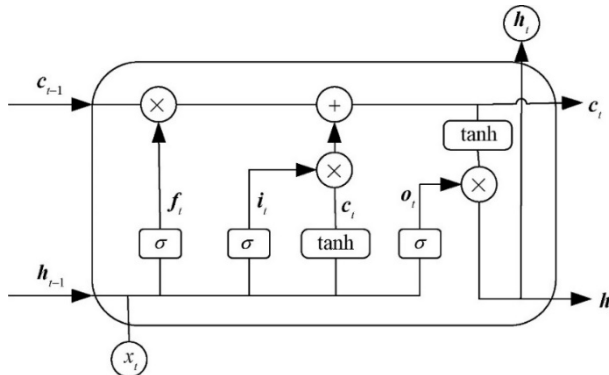 h_t
c_{t-1}
×
+
c_t
tanh
f_t
i_t
×
c_t
o_t
×
σ
σ
tanh
σ
h_{t-1}
h
x_t